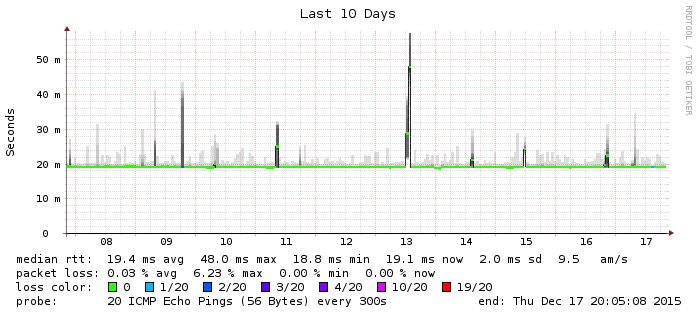 Last 10 Days
RRDTOOL / TOBI OETIKER
Seconds
50 m
40 m
30 m
20 m
10 m
0
08 09 10 11 12 13 14 15 16 17
median rtt: 19.4 ms avg 48.0 ms max 18.8 ms min 19.1 ms now 2.0 ms sd 9.5 am/s
packet loss: 0.03 % avg 6.23 % max 0.00 % min 0.00 % now
loss color: 0 1/20 2/20 3/20 4/20 10/20 19/20
probe: 20 ICMP Echo Pings (56 Bytes) every 300s end: Thu Dec 17 20:05:08 2015